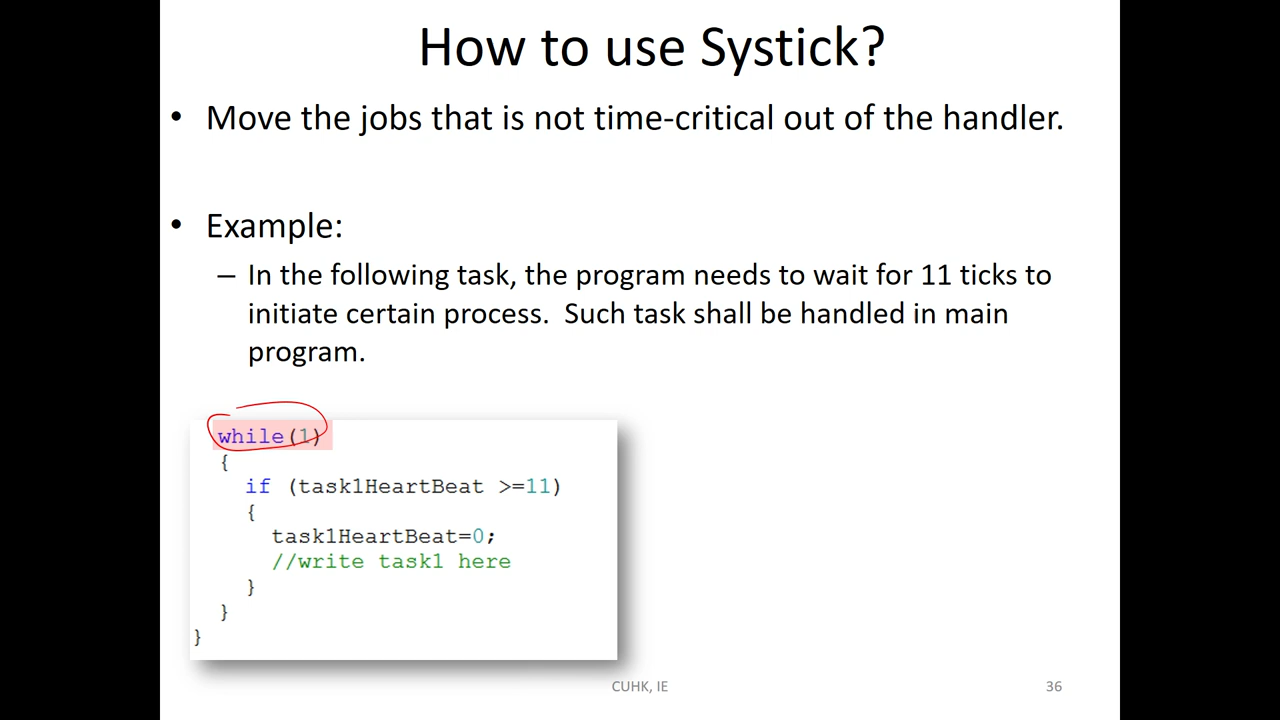 How to use Systick?
• Move the jobs that is not time-critical out of the handler.
• Example:
– In the following task, the program needs to wait for 11 ticks to
initiate certain process.  Such task shall be handled in main
program.
while(1)
{
if (task1HeartBeat >=11)
{
task1HeartBeat=0;
//write task1 here
}
}
}
CUHK, IE
36